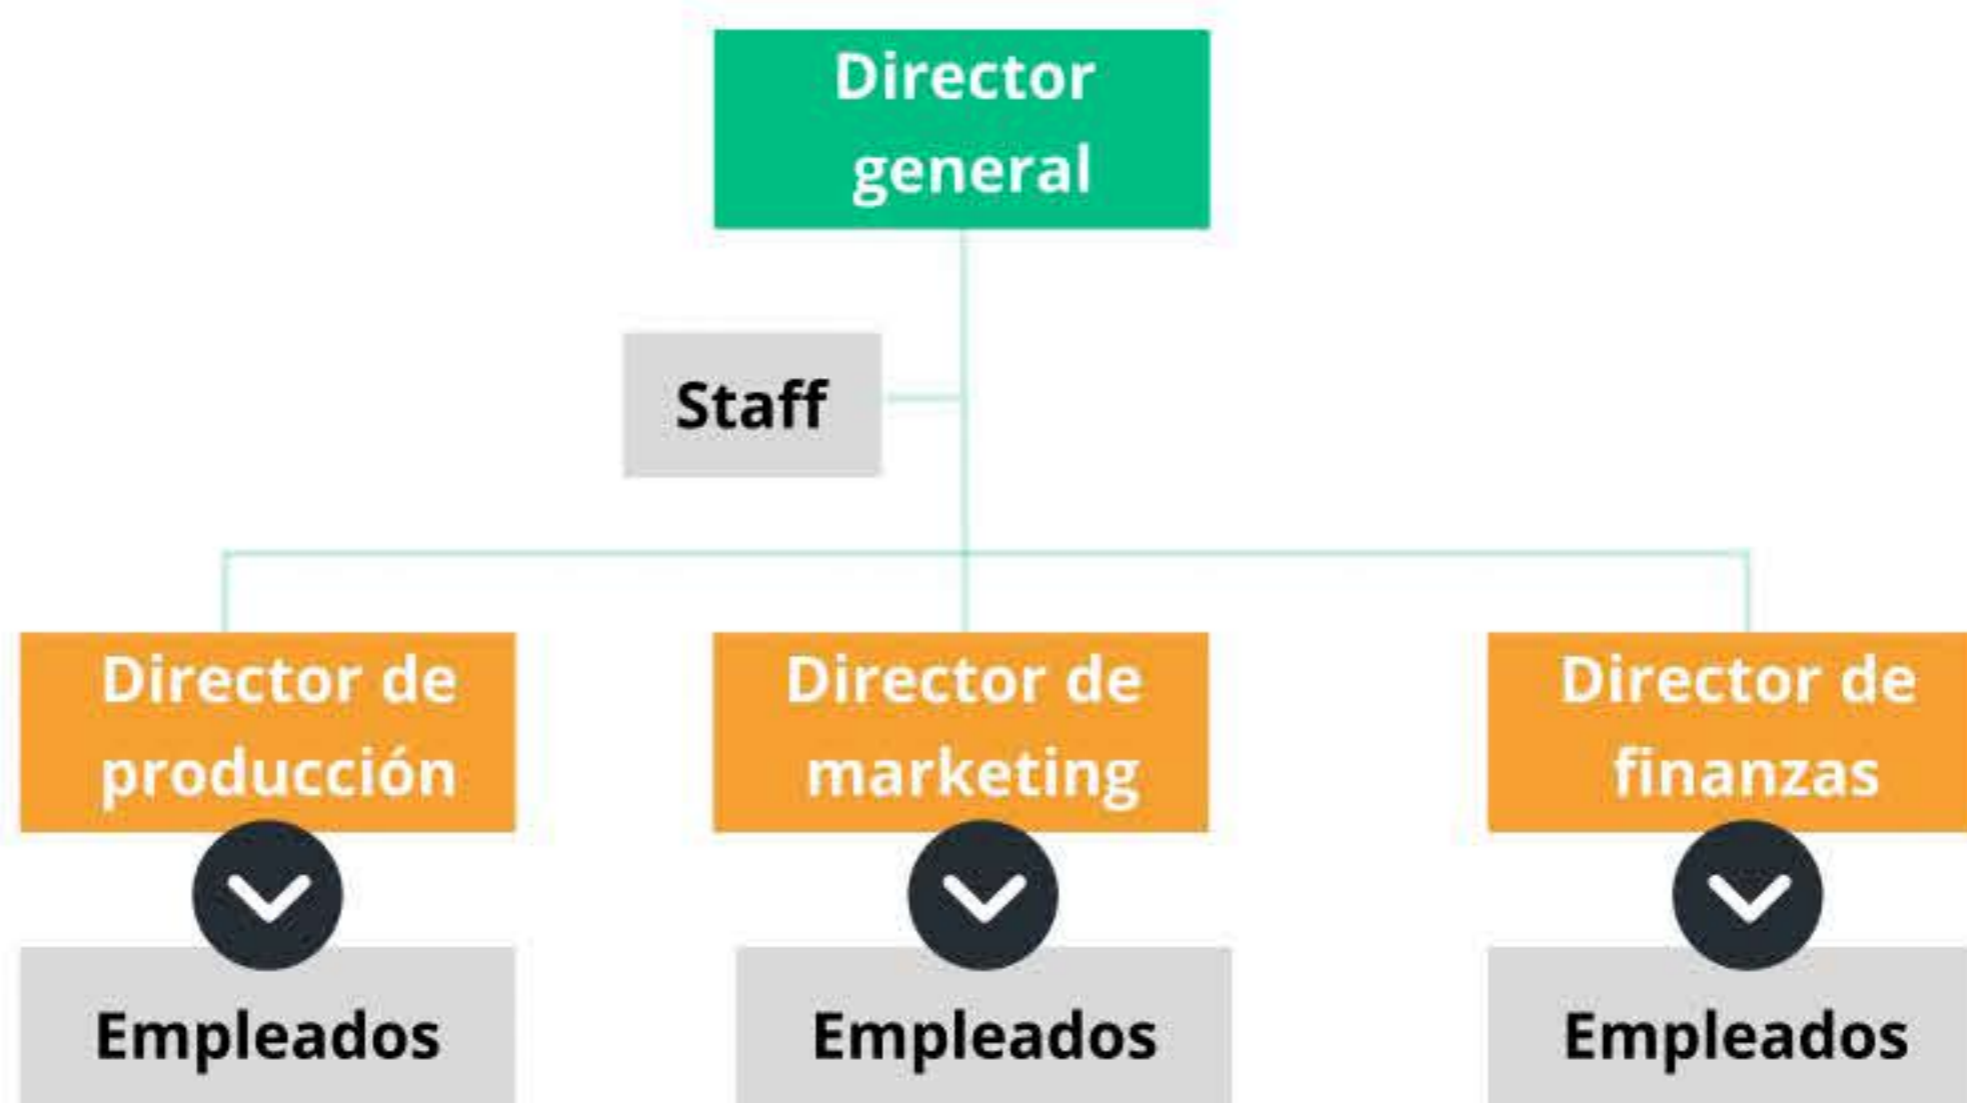 Director
general
Staff
Director de
producción
Director de
marketing
Director de
finanzas
Empleados
Empleados
Empleados